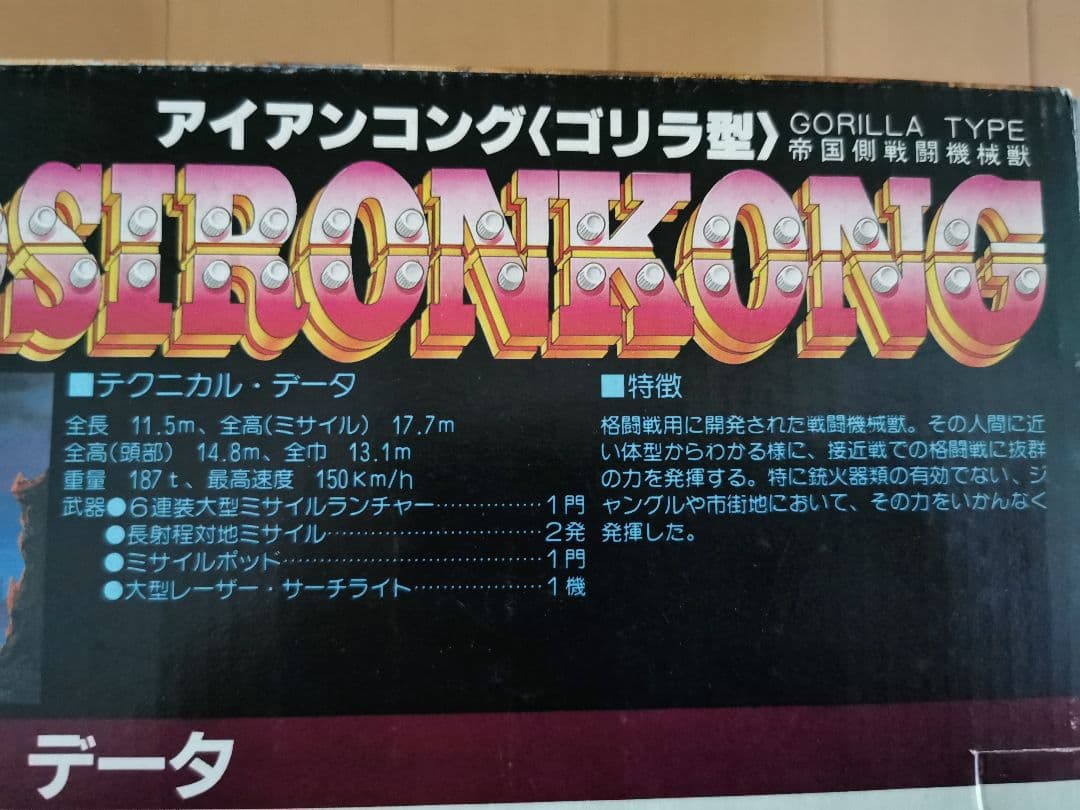 アイアンコング〈ゴリラ型〉
GORILLA TYPE
帝国側戦闘機械獣
SIRONKONG
■テクニカル・データ
全長 11.5m、全高(ミサイル) 17.7m
全高(頭部) 14.8m、全巾 13.1m
重量 187t、最高速度 150Km/h
武器●6連装大型ミサイルランチャー……………1門
●長射程対地ミサイル……………………2発
●ミサイルポッド…………………………1門
●大型レーザー・サーチライト……………1機
■特徴
格闘戦用に開発された戦闘機械獣。その人間に近
い体型からわかる様に、接近戦での格闘戦に抜群
の力を発揮する。特に銃火器類の有効でない、ジ
ャングルや市街地において、その力をいかんなく
発揮した。
データ